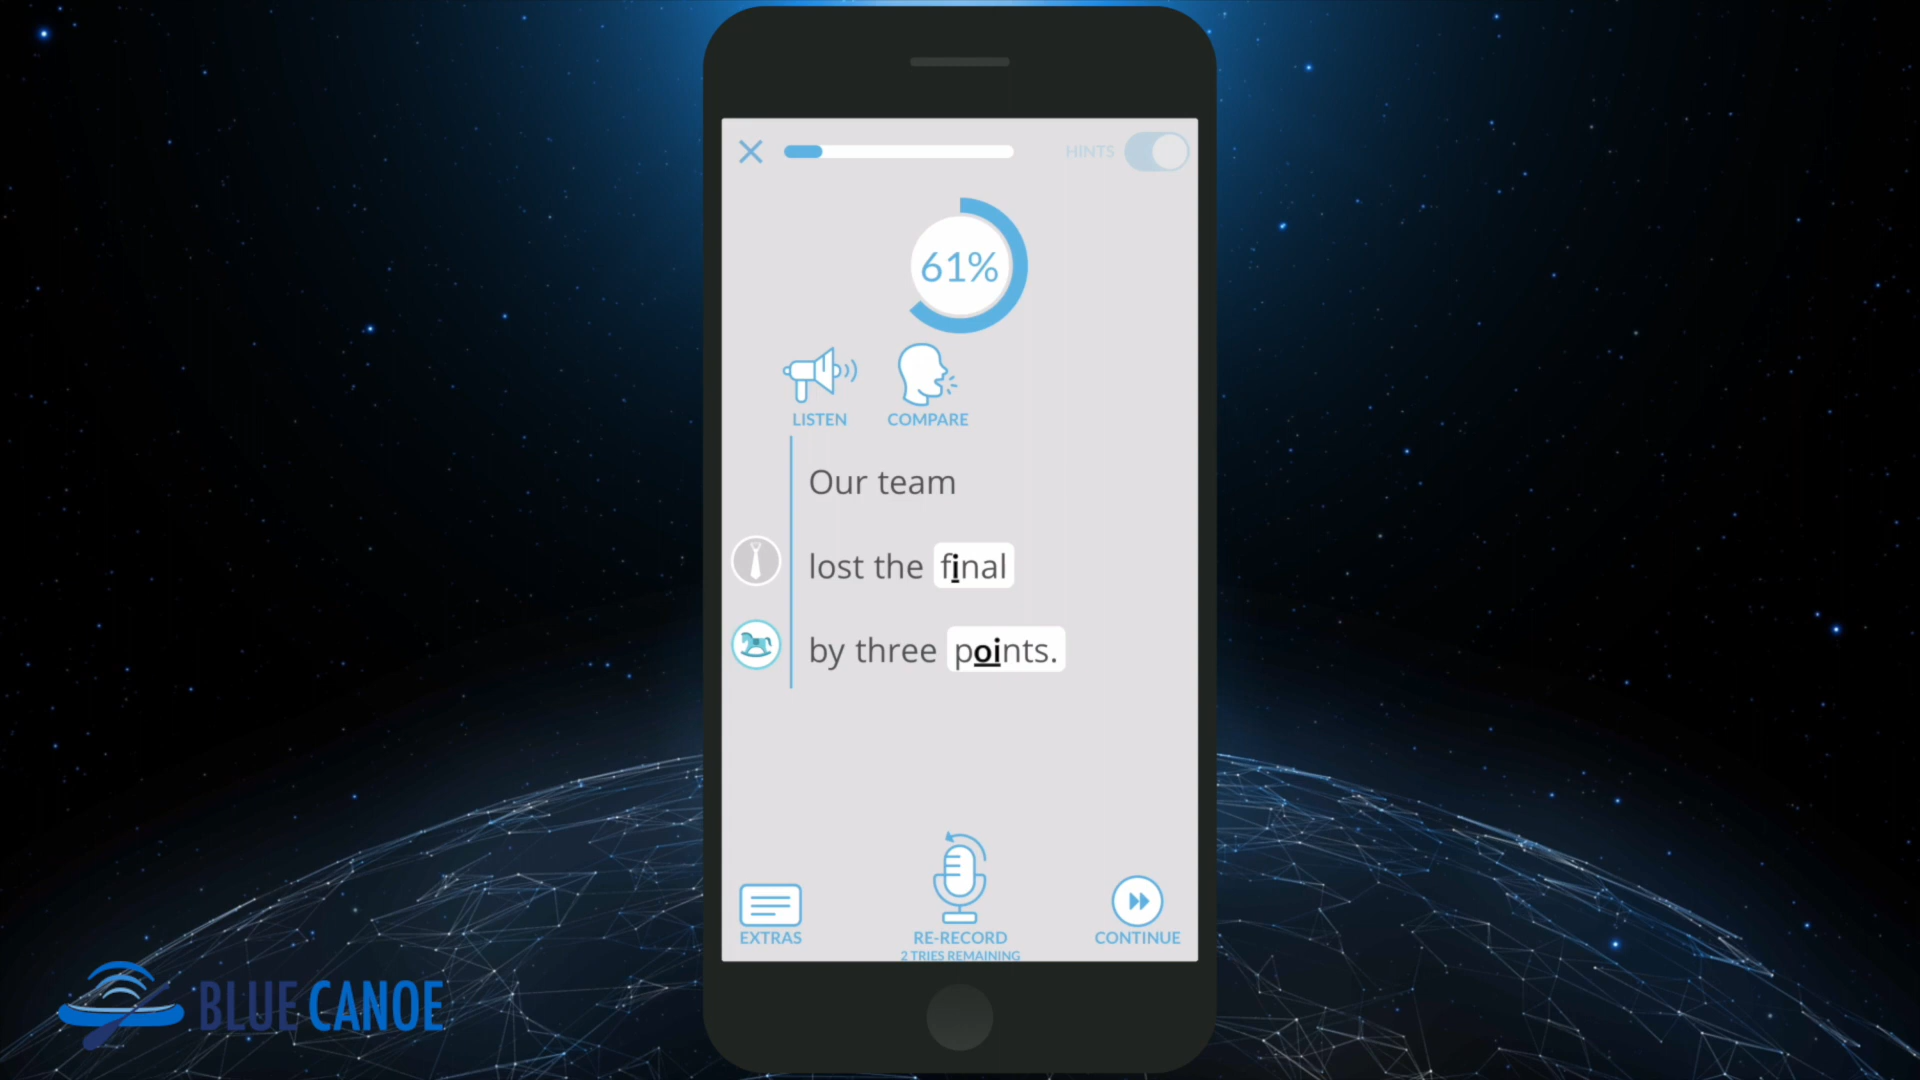 HINTS
61%
LISTEN
COMPARE
Our team
lost the final
by three points.
EXTRAS
RE-RECORD
2 TRIES REMAINING
CONTINUE
BLUE CANOE